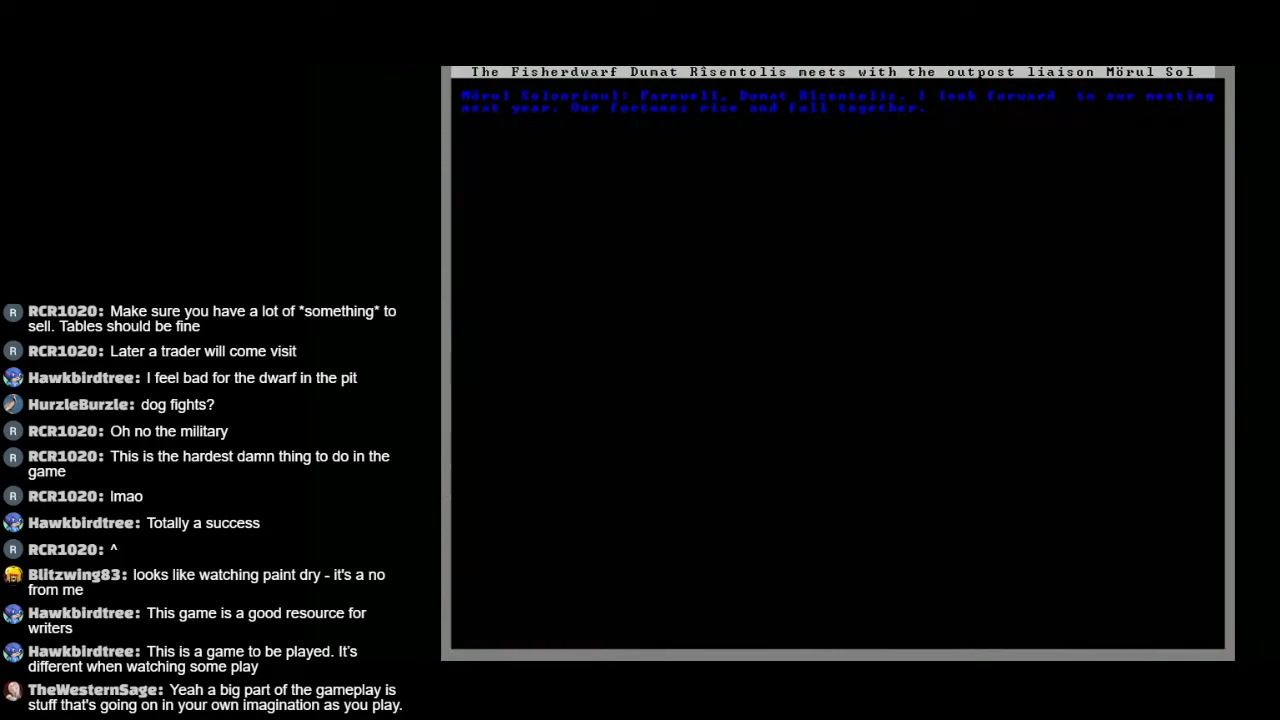 The Fisherdwarf Dumat Rîsentolis meets with the outpost liaison Mörul Sol
Farewell, Dumat Rîsentolis. I look forward to our meeting
next year. Our fortunes rise and fall together.
RCR1020: Make sure you have a lot of *something* to
sell. Tables should be fine
RCR1020: Later a trader will come visit
Hawkbirdtree: I feel bad for the dwarf in the pit
HurzleBurzle: dog fights?
RCR1020: Oh no the military
RCR1020: This is the hardest damn thing to do in the
game
RCR1020: lmao
Hawkbirdtree: Totally a success
RCR1020: ^
Blitzwing83: looks like watching paint dry - it's a no
from me
Hawkbirdtree: This game is a good resource for
writers
Hawkbirdtree: This is a game to be played. It's
different when watching some play
TheWesternSage: Yeah a big part of the gameplay is
stuff that's going on in your own imagination as you play.